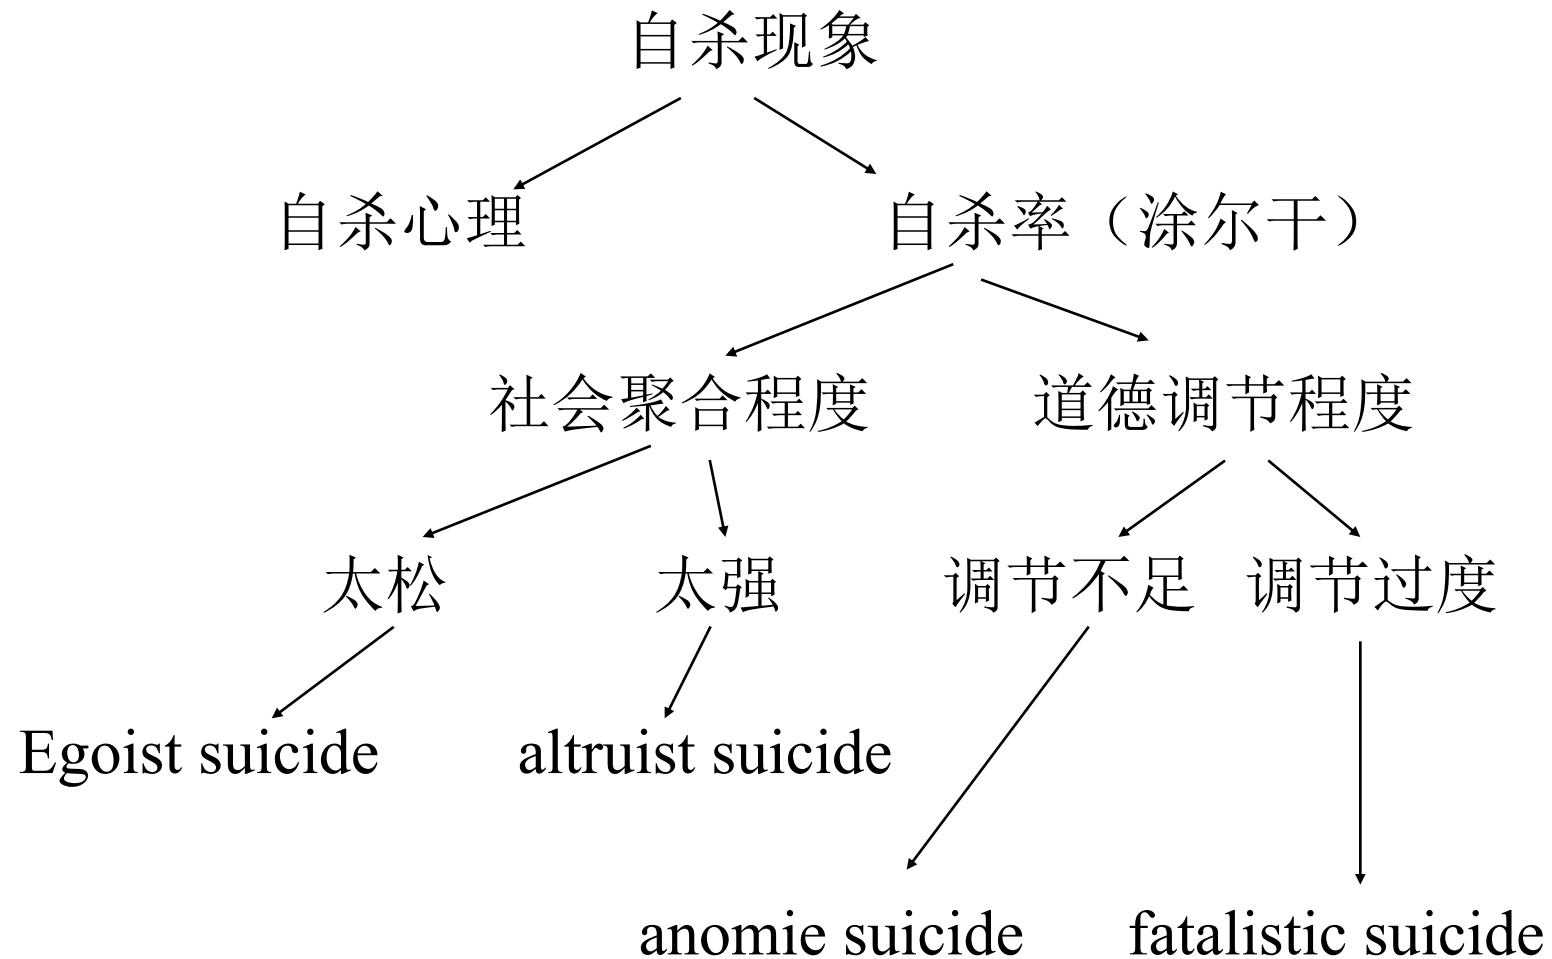 自杀现象
自杀心理
自杀率（涂尔干）
社会聚合程度
道德调节程度
太松
太强
调节不足
调节过度
Egoist suicide
altruist suicide
anomie suicide
fatalistic suicide